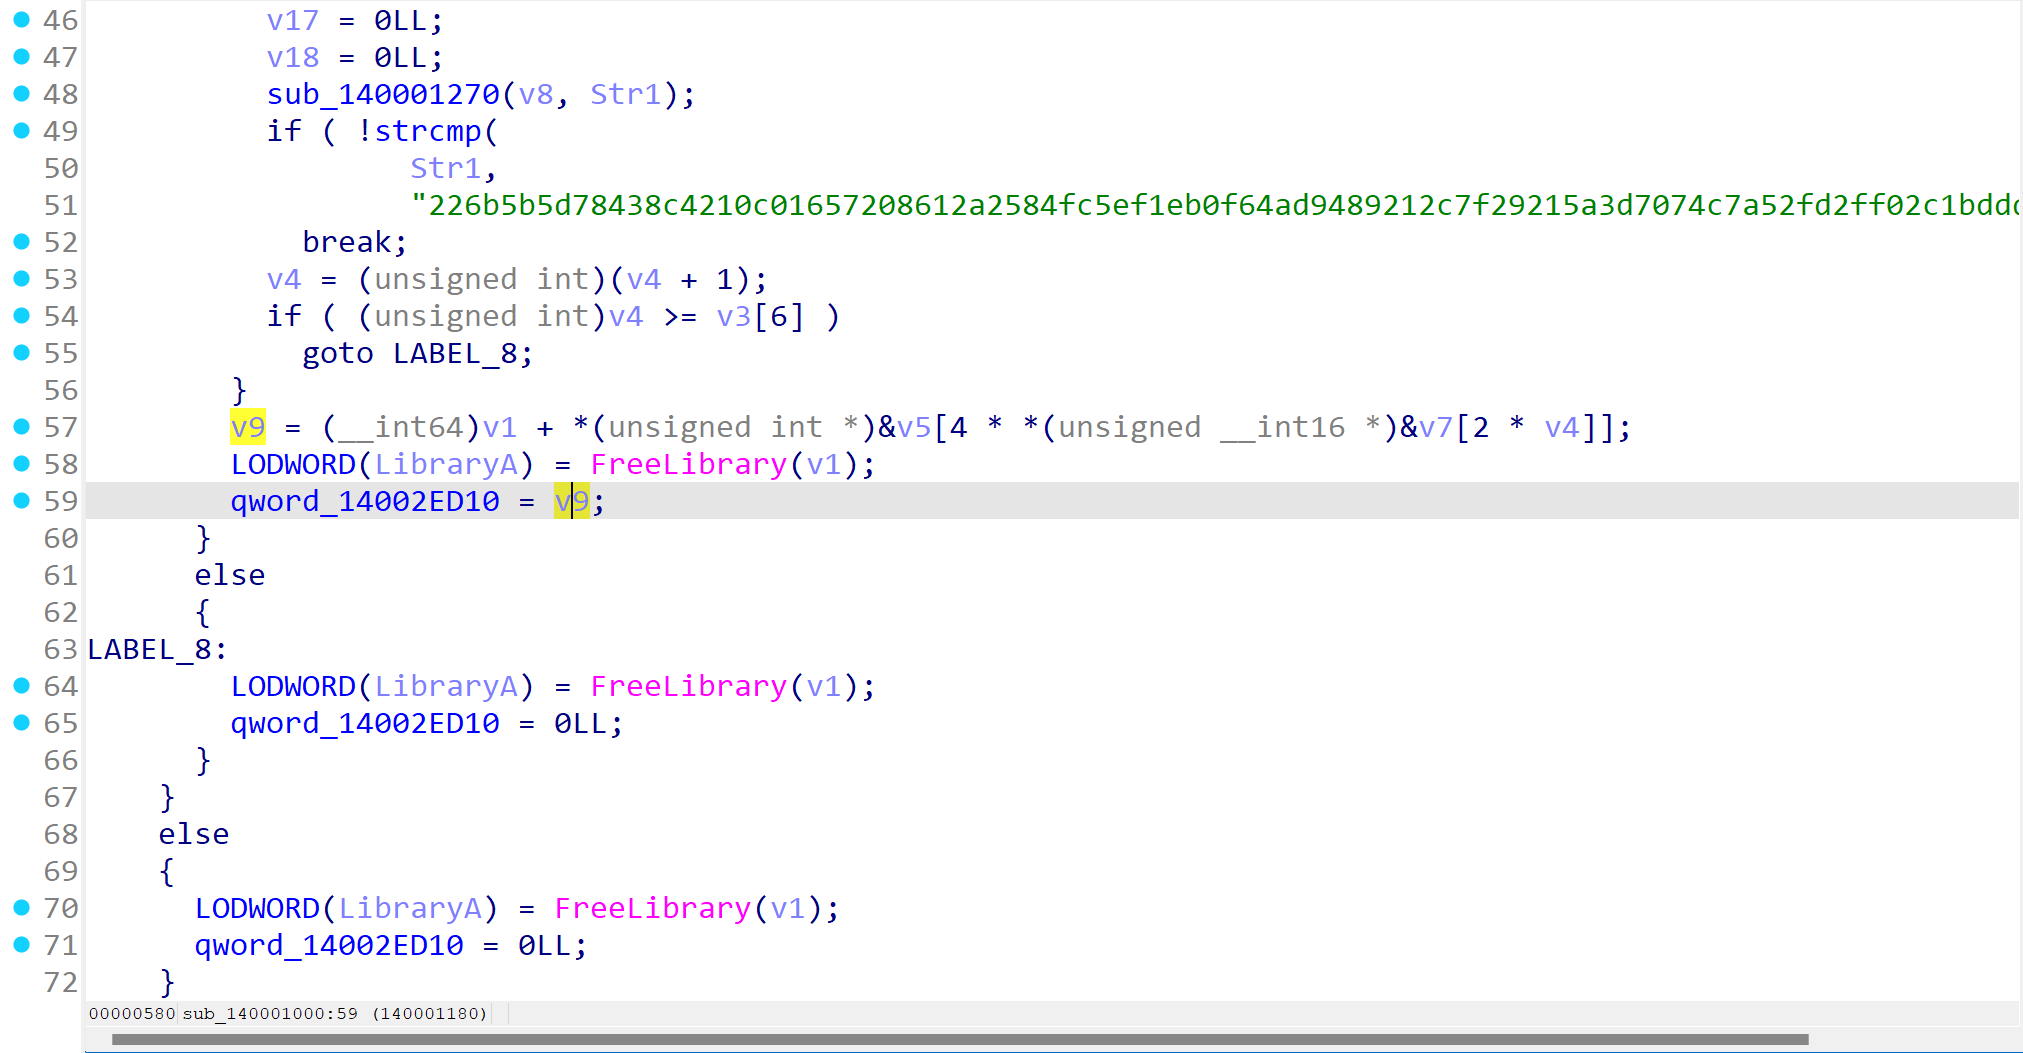 46 v17 = 0LL;
47 v18 = 0LL;
48 sub_140001270(v8, Str1);
49 if ( !strcmp(
50 Str1,
51 "226b5b5d78438c4210c01657208612a2584fc5ef1eb0f64ad9489212c7f29215a3d7074c7a52fd2ff02c1bddd
52 break;
53 v4 = (unsigned int)(v4 + 1);
54 if ( (unsigned int)v4 >= v3[6] )
55 goto LABEL_8;
56 }
57 v9 = (__int64)v1 + *(unsigned int *)&v5[4 * *(unsigned __int16 *)&v7[2 * v4]];
58 LODWORD(LibraryA) = FreeLibrary(v1);
59 qword_14002ED10 = v9;
60 }
61 else
62 {
63 LABEL_8:
64 LODWORD(LibraryA) = FreeLibrary(v1);
65 qword_14002ED10 = 0LL;
66 }
67 }
68 else
69 {
70 LODWORD(LibraryA) = FreeLibrary(v1);
71 qword_14002ED10 = 0LL;
72 }
00000580 sub_140001000:59 (140001180)